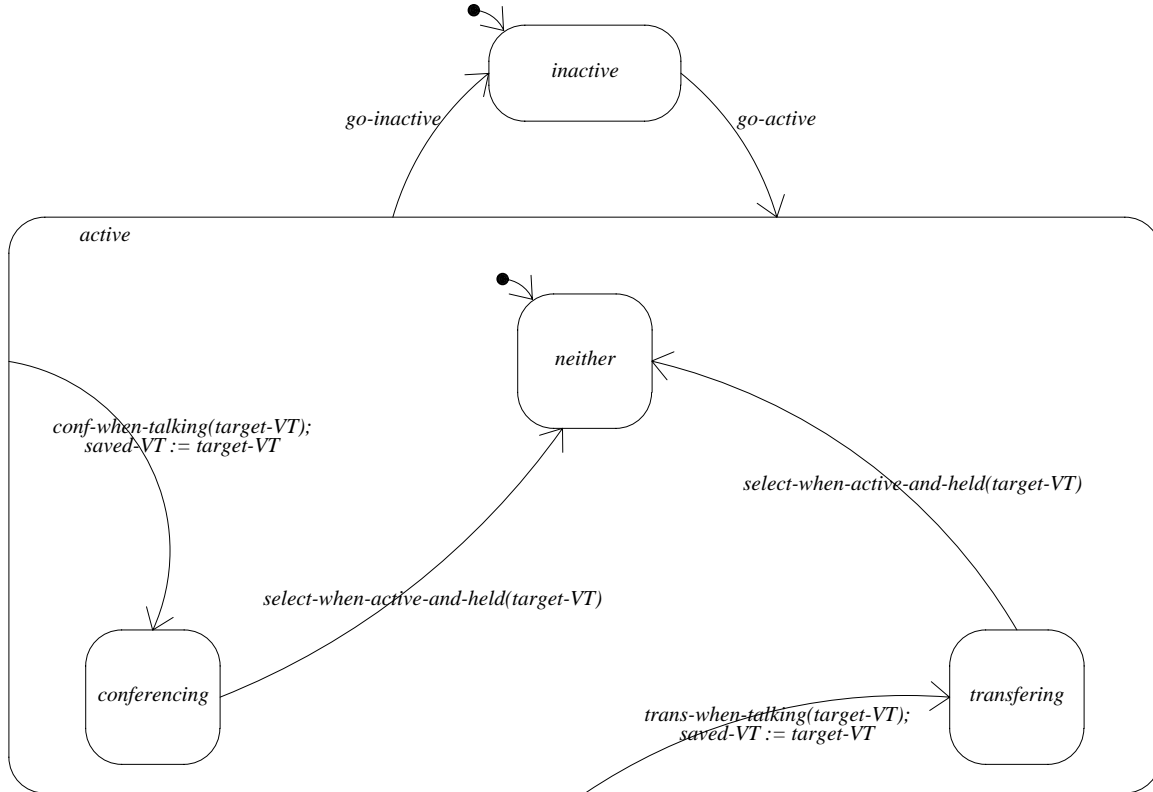 inactive
go-inactive
go-active
active
neither
conf-when-talking(target-VT);
saved-VT := target-VT
select-when-active-and-held(target-VT)
select-when-active-and-held(target-VT)
conferencing
transfering
trans-when-talking(target-VT);
saved-VT := target-VT